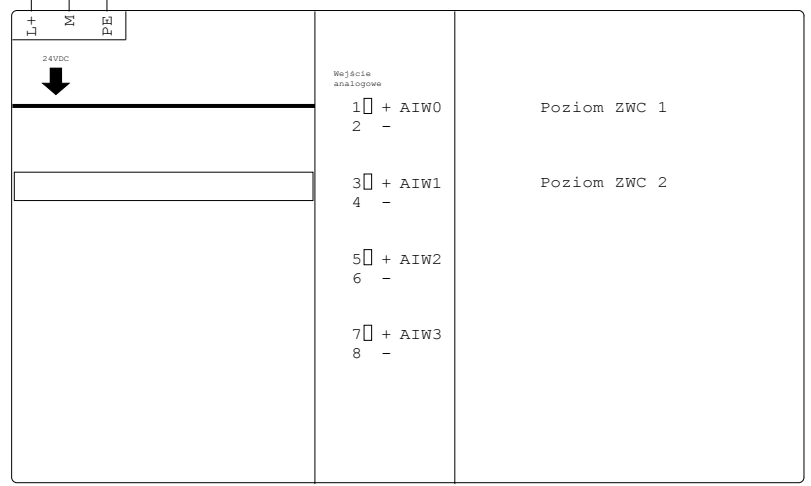 L+ M PE
24VDC
Wejście
analogowe
1 + AIW0 Poziom ZWC 1
2 -
3 + AIW1 Poziom ZWC 2
4 -
5 + AIW2
6 -
7 + AIW3
8 -